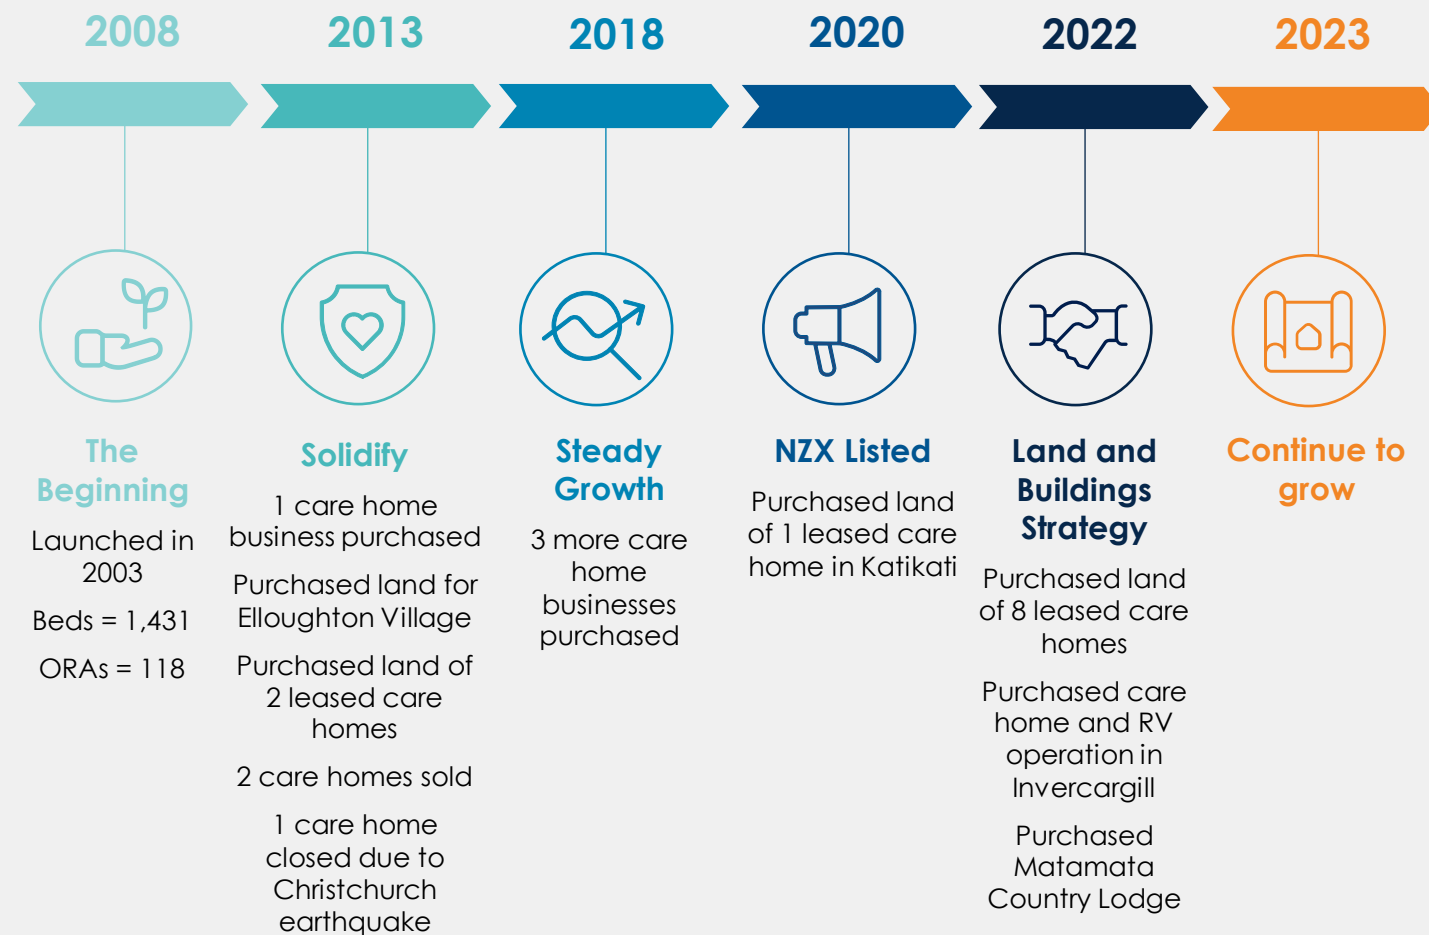 2008
2013
2018
2020
2022
2023
The
Beginning
Launched in
2003
Beds = 1,431
ORAs = 118
Solidify
1 care home
business purchased
Purchased land for
Elloughton Village
Purchased land of
2 leased care
homes
2 care homes sold
1 care home
closed due to
Christchurch
earthquake
Steady
Growth
3 more care
home
businesses
purchased
NZX Listed
Purchased land
of 1 leased care
home in Katikati
Land and
Buildings
Strategy
Purchased land
of 8 leased care
homes
Purchased care
home and RV
operation in
Invercargill
Purchased
Matamata
Country Lodge
Continue to
grow